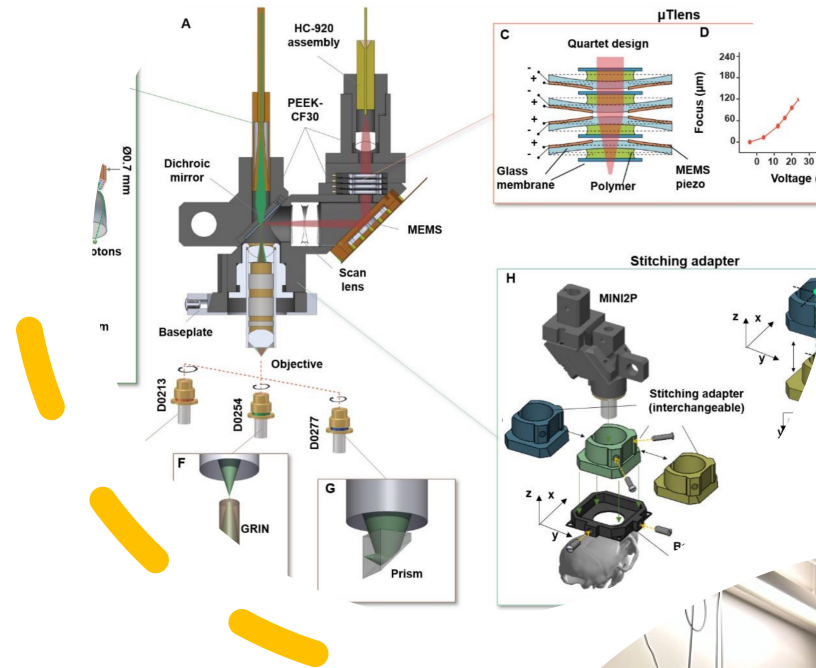 µTlens
A
HC-920
assembly
PEEK-
CF30
Dichroic
mirror
Ø0.7 mm
MEMS
Scan
lens
Baseplate
Objective
D0213
D0254
D0277
F
GRIN
G
Prism
C
Quartet design
-
+
-
+
-
+
-
+
-
Glass
membrane
Polymer
MEMS
piezo
D
Focus (µm)
240
180
120
60
0
0
10
20
30
Voltage (
Stitching adapter
H
MINI2P
z
x
y
Stitching adapter
(interchangeable)
z
x
y
z
x
y
y